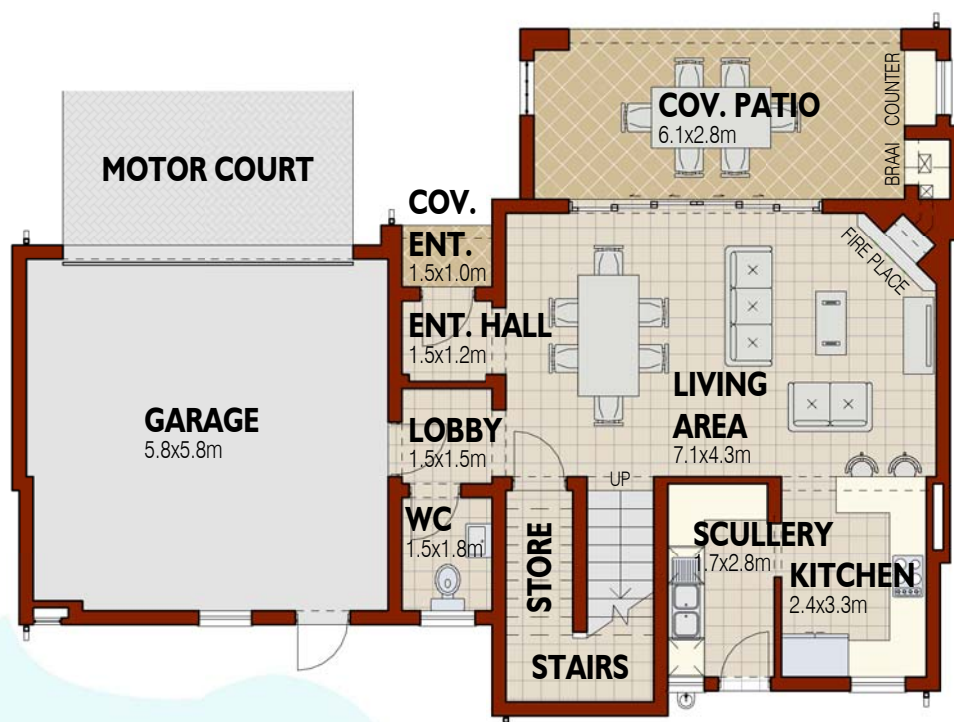 COV. PATIO
6.1x2.8m
BRAAI COUNTER
MOTOR COURT
COV.
ENT.
1.5x1.0m
FIRE PLACE
ENT. HALL
1.5x1.2m
GARAGE
5.8x5.8m
LOBBY
1.5x1.5m
LIVING
AREA
7.1x4.3m
UP
WC
1.5x1.8m
STORE
SCULLERY
1.7x2.8m
KITCHEN
2.4x3.3m
STAIRS